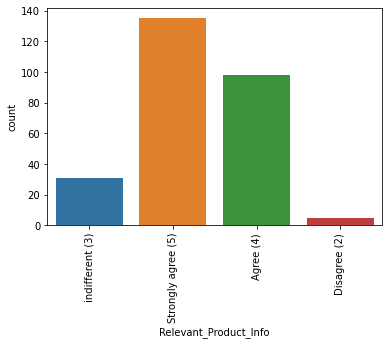 140
120
100
80
60
40
20
0
count
indifferent (3)
Strongly agree (5)
Agree (4)
Disagree (2)
Relevant_Product_Info